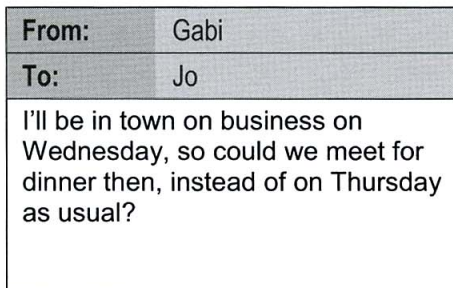 From: Gabi
To: Jo
I'll be in town on business on
Wednesday, so could we meet for
dinner then, instead of on Thursday
as usual?